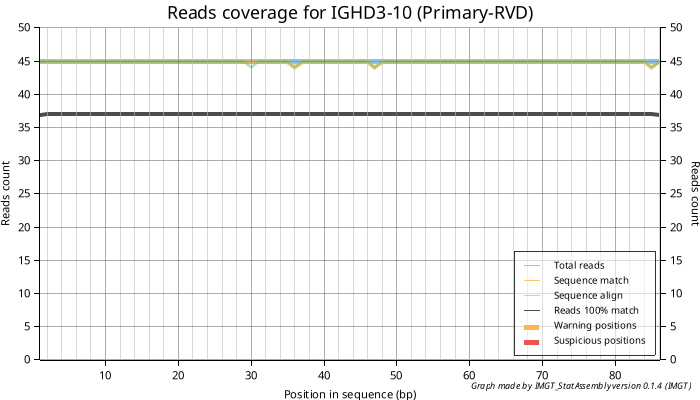 Reads coverage for IGHD3-10 (Primary-RVD)
50 50
45 45
40 40
35 35
30 30
25 25
20 20
15 15
10 10
5 5
0 0
Reads count
Reads count
Total reads
Sequence match
Sequence align
Reads 100% match
Warning positions
Suspicious positions
10 20 30 40 50 60 70 80
Position in sequence (bp)
Graph made by IMGT_StatAssembly version 0.1.4 (IMGT)